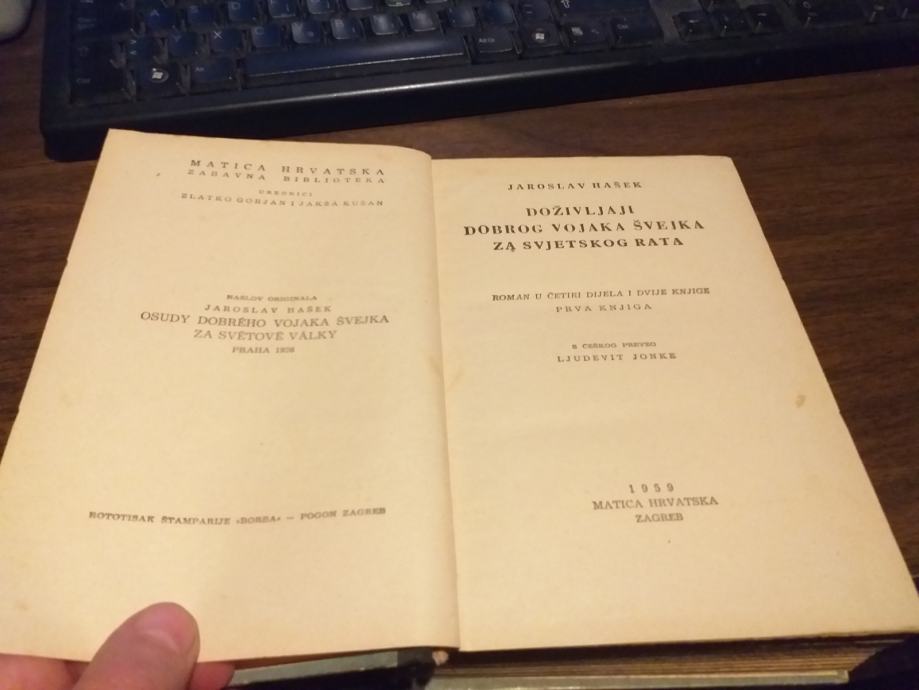 MATICA HRVATSKA
ZABAVNA BIBLIOTEKA
UREDNICI
ZLATKO GORJAN I JAKŠA KUŠAN
NASLOV ORIGINALA
JAROSLAV HAŠEK
OSUDY DOBRÉHO VOJAKA ŠVEJKA
ZA SVĚTOVÉ VÁLKY
PRAHA
ROTOTISAK ŠTAMPARIJE »BORBA« — POGON ZAGREB
JAROSLAV HAŠEK
DOŽIVLJAJI
DOBROG VOJAKA ŠVEJKA
ZA SVJETSKOG RATA
ROMAN U ČETIRI DIJELA I DVIJE KNJIGE
PRVA KNJIGA
S ČEŠKOG PREVEO
LJUDEVIT JONKE
1959
MATICA HRVATSKA
ZAGREB